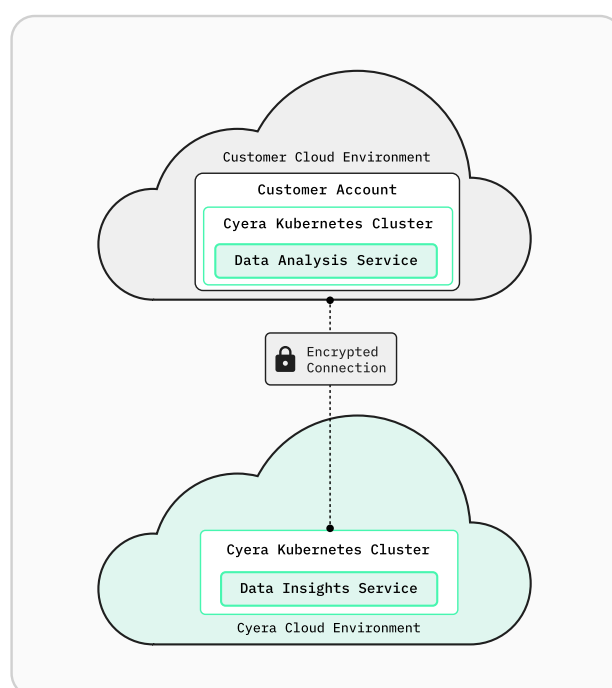 Customer Cloud Environment
Customer Account
Cyera Kubernetes Cluster
Data Analysis Service
Encrypted
Connection
Cyera Kubernetes Cluster
Data Insights Service
Cyera Cloud Environment